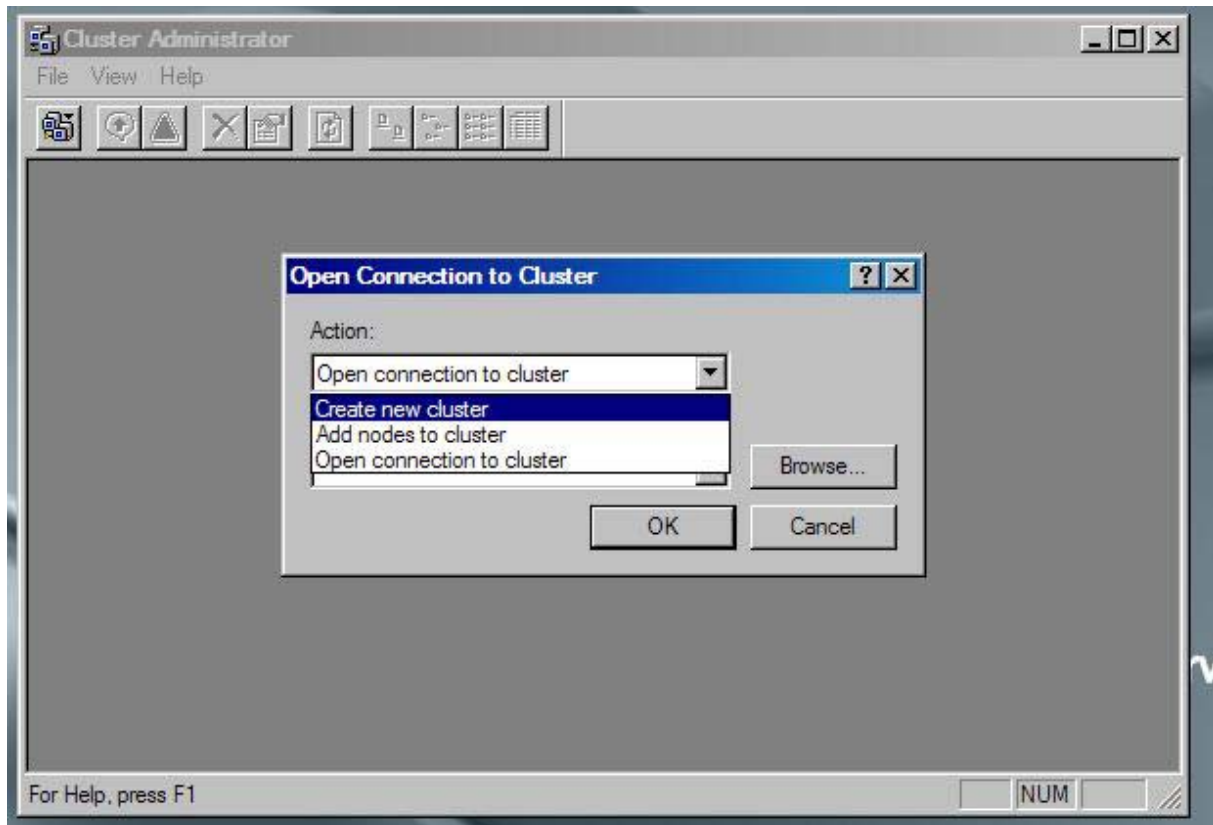 Cluster Administrator
File View Help
Open Connection to Cluster
Action:
Open connection to cluster
Create new cluster
Add nodes to cluster
Open connection to cluster
Browse...
OK Cancel
For Help, press F1 NUM